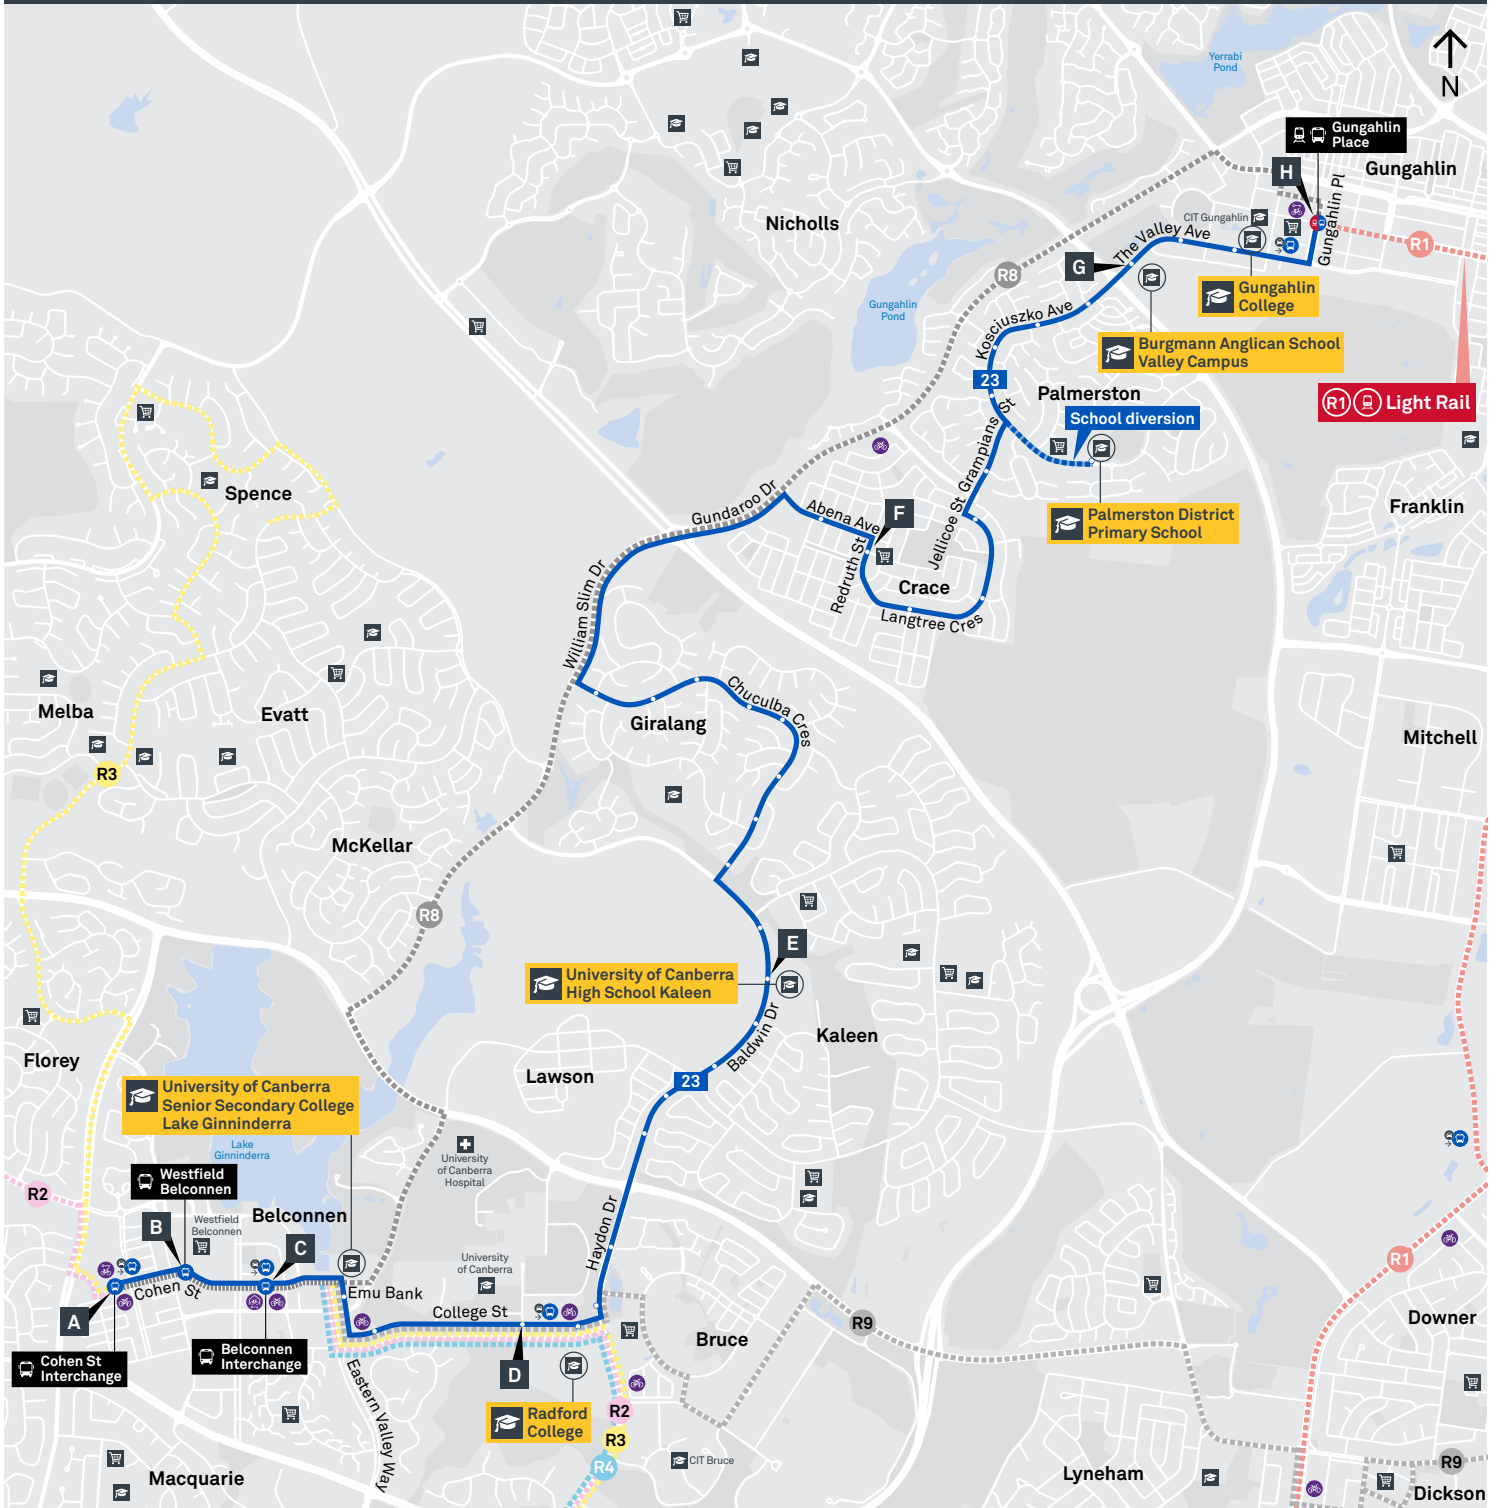 Yerrabi
Pond
N
Gungahlin
Place
Gungahlin
H
Nicholls
CIT Gungahlin
Gungahlin Pl
The Valley Ave
R1
G
R8
Gungahlin
College
Gungahlin
Pond
Kosciuszko Ave
Burgmann Anglican School
Valley Campus
23
Palmerston
R1
Light Rail
School diversion
Grampians St
Spence
Gundaroo Dr
Abena Ave
F
Jellicoe St
Palmerston District
Primary School
Franklin
Redruth St
Crace
William Slim Dr
Langtree Cres
Melba
Evatt
Giralang
Chuculba Cres
Mitchell
R3
McKellar
R8
E
University of Canberra
High School Kaleen
Baldwin Dr
Kaleen
Florey
Lawson
23
University of Canberra
Senior Secondary College
Lake Ginninderra
Lake
Ginninderra
University
of Canberra
Hospital
Westfield
Belconnen
R2
B
Westfield
Belconnen
Belconnen
C
Haydon Dr
University
of Canberra
R1
Cohen St
Emu Bank
College St
A
Bruce
R9
Downer
Cohen St
Interchange
Belconnen
Interchange
D
Eastern Valley Way
Radford
College
R2
R3
R4
CIT Bruce
Macquarie
Lyneham
R9
Dickson